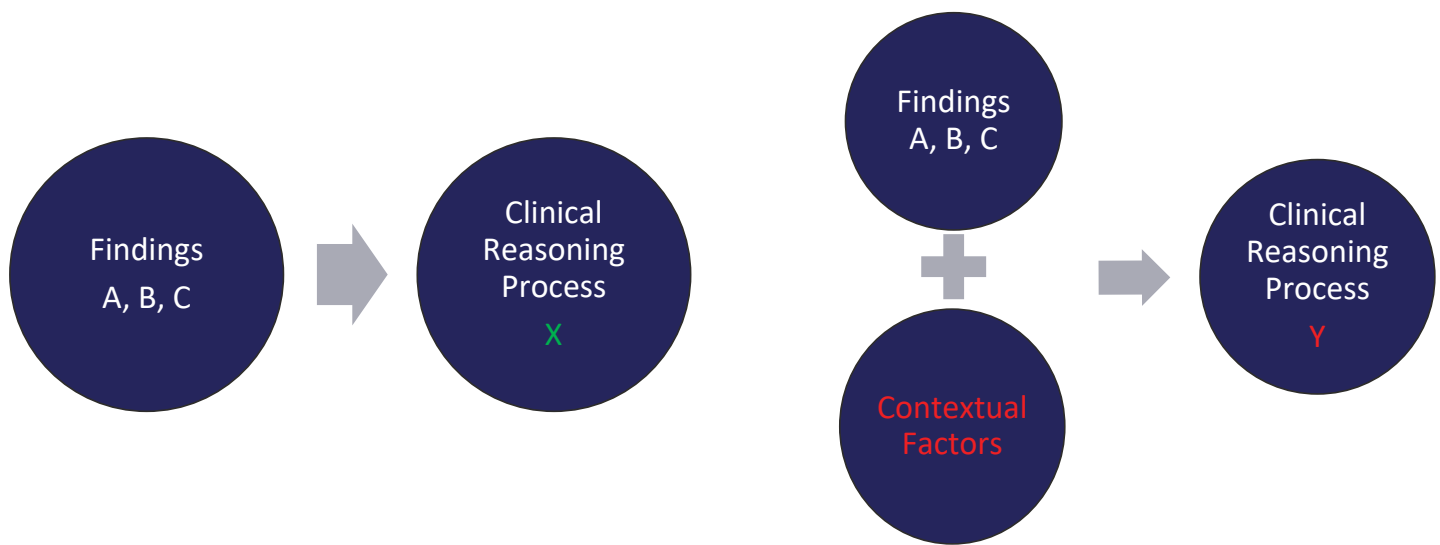 Findings
A, B, C
Clinical
Reasoning
Process
X
Findings
A, B, C
Contextual
Factors
Clinical
Reasoning
Process
Y